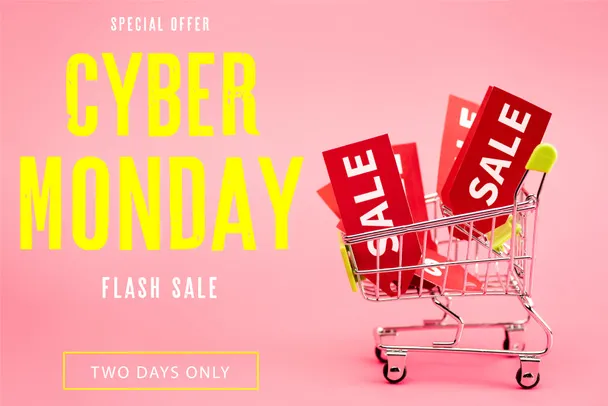 SPECIAL OFFER
CYBER
MONDAY
FLASH SALE
TWO DAYS ONLY
SALE
SALE